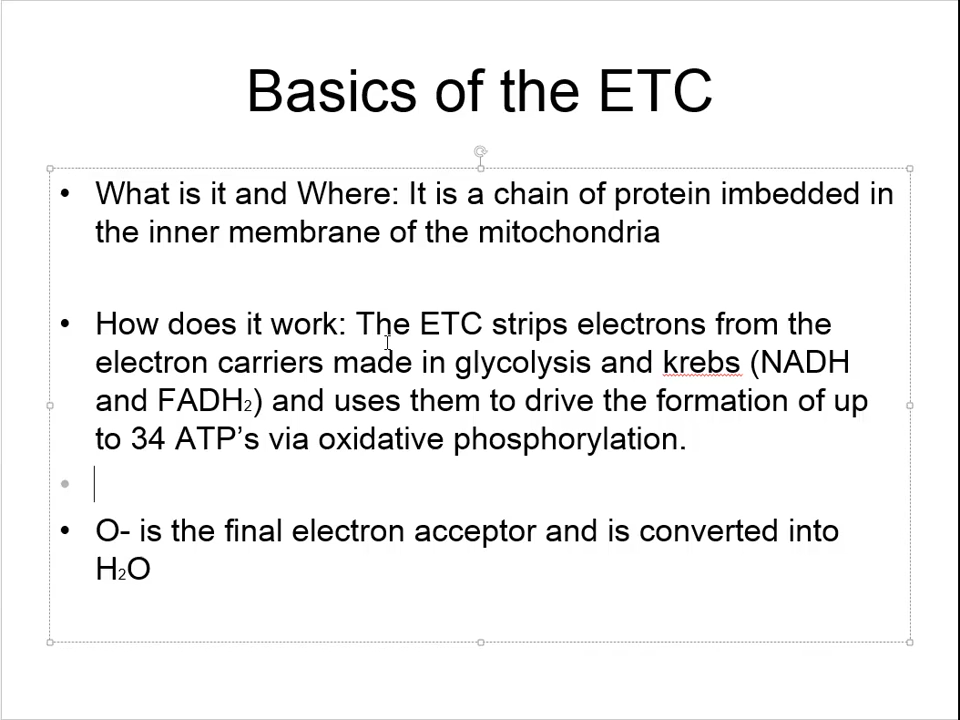 Basics of the ETC
• What is it and Where: It is a chain of protein imbedded in
the inner membrane of the mitochondria
• How does it work: The ETC strips electrons from the
electron carriers made in glycolysis and krebs (NADH
and FADH₂) and uses them to drive the formation of up
to 34 ATP’s via oxidative phosphorylation.
•
• O- is the final electron acceptor and is converted into
H₂O